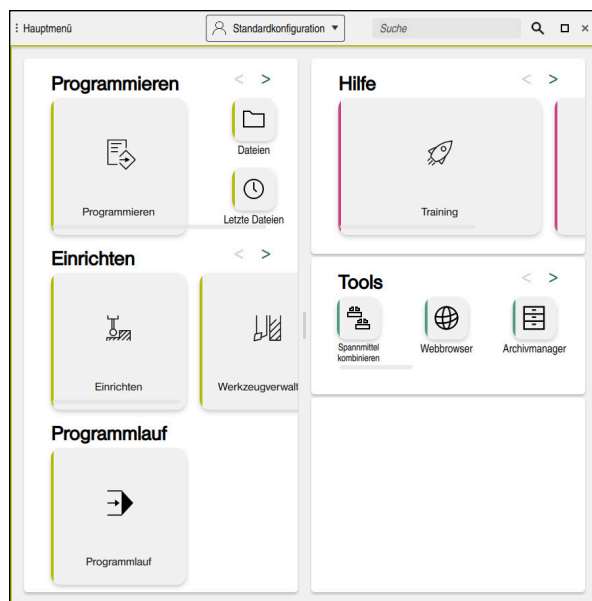 Hauptmenü
Standardkonfiguration
Suche
Programmieren
Programmieren
Dateien
Letzte Dateien
Einrichten
Einrichten
Werkzeugverwalt
Programmlauf
Programmlauf
Hilfe
Training
Tools
Spannmittel
kombinieren
Webbrowser
Archivmanager